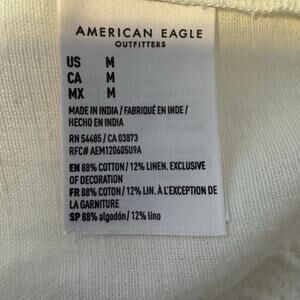 AMERICAN EAGLE
OUTFITTERS
US M
CA M
MX M
MADE IN INDIA / FABRIQUÉ EN INDE /
HECHO EN INDIA
RN 54485 / CA 03873
RFC# AEM120605U9A
EN 88% COTTON / 12% LINEN. EXCLUSIVE
OF DECORATION
FR 88% COTON / 12% LIN. À L'EXCEPTION DE
LA GARNITURE
SP 88% algodón / 12% lino